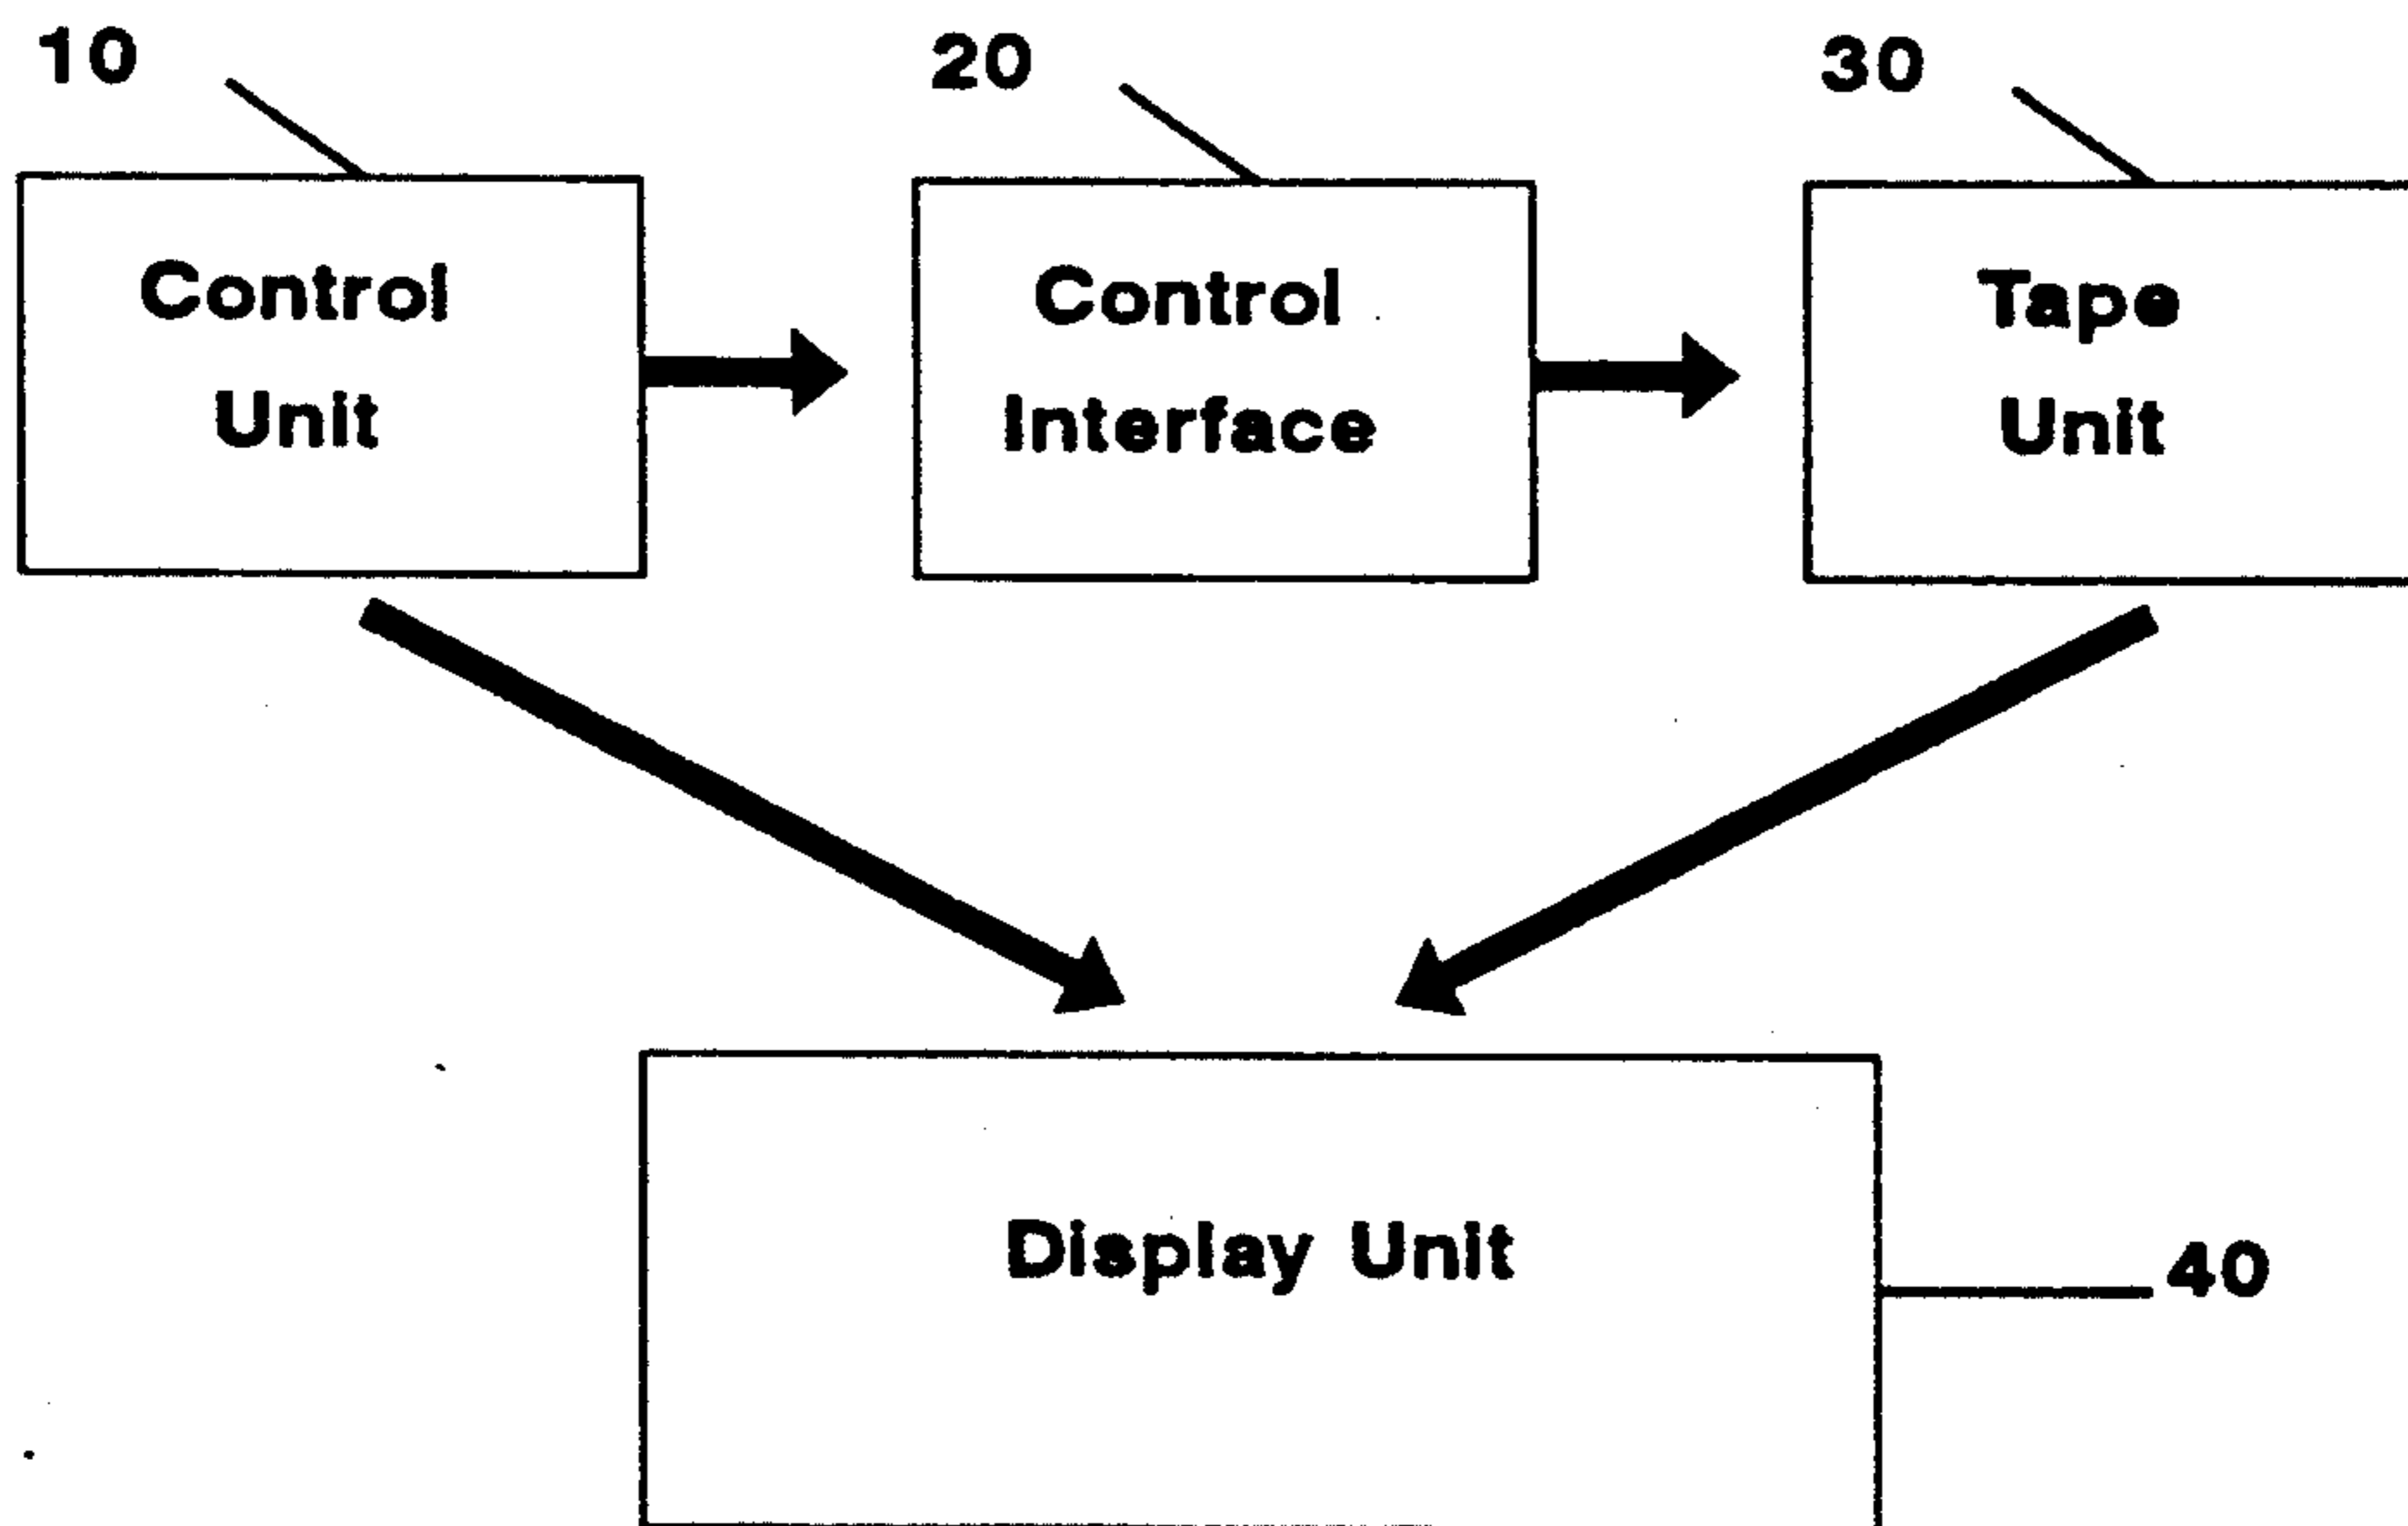 10
20
30
Control
Unit
Control
Interface
Tape
Unit
Display Unit
40